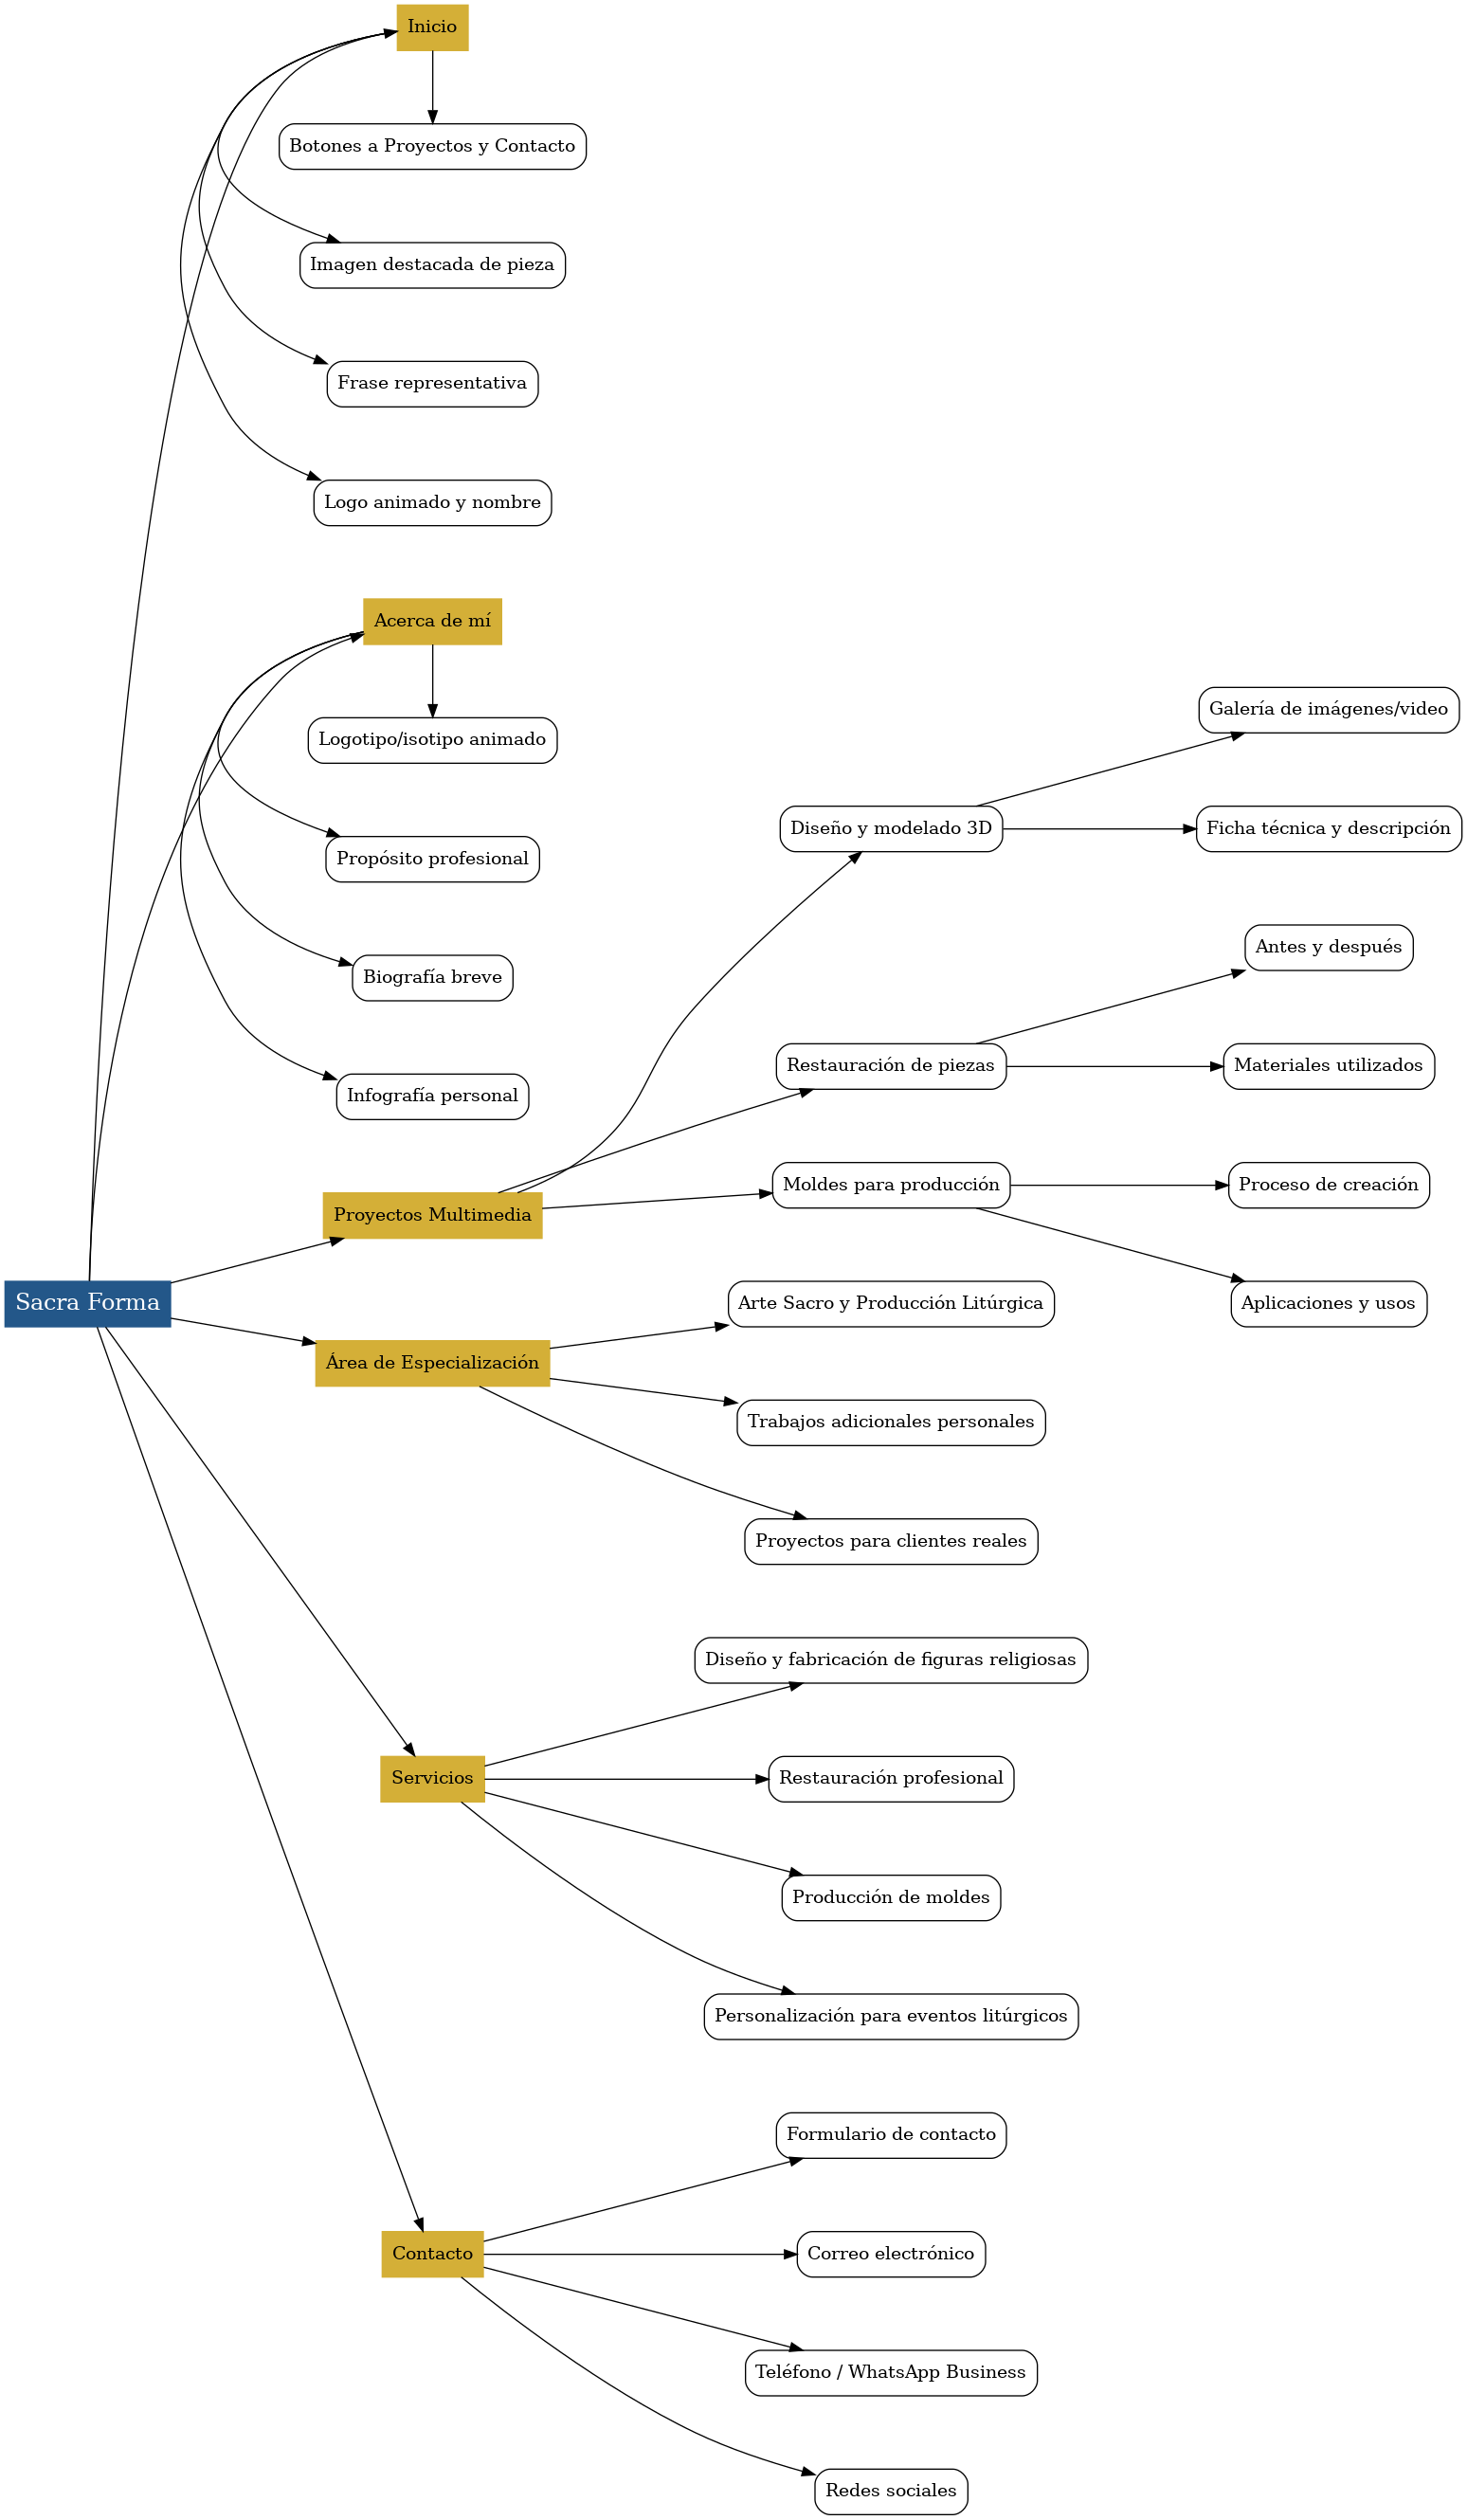 Inicio
Botones a Proyectos y Contacto
Imagen destacada de pieza
Frase representativa
Logo animado y nombre
Acerca de mí
Logotipo/isotipo animado
Propósito profesional
Biografía breve
Infografía personal
Galería de imágenes/video
Diseño y modelado 3D
Ficha técnica y descripción
Antes y después
Restauración de piezas
Materiales utilizados
Moldes para producción
Proceso de creación
Proyectos Multimedia
Aplicaciones y usos
Sacra Forma
Arte Sacro y Producción Litúrgica
Área de Especialización
Trabajos adicionales personales
Proyectos para clientes reales
Diseño y fabricación de figuras religiosas
Servicios
Restauración profesional
Producción de moldes
Personalización para eventos litúrgicos
Formulario de contacto
Contacto
Correo electrónico
Teléfono / WhatsApp Business
Redes sociales